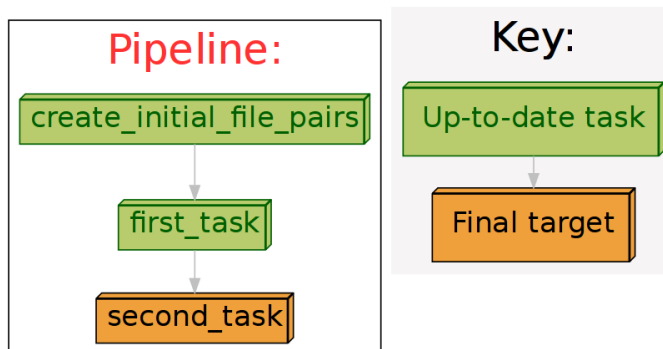 Pipeline:
create_initial_file_pairs
first_task
second_task
Key:
Up-to-date task
Final target